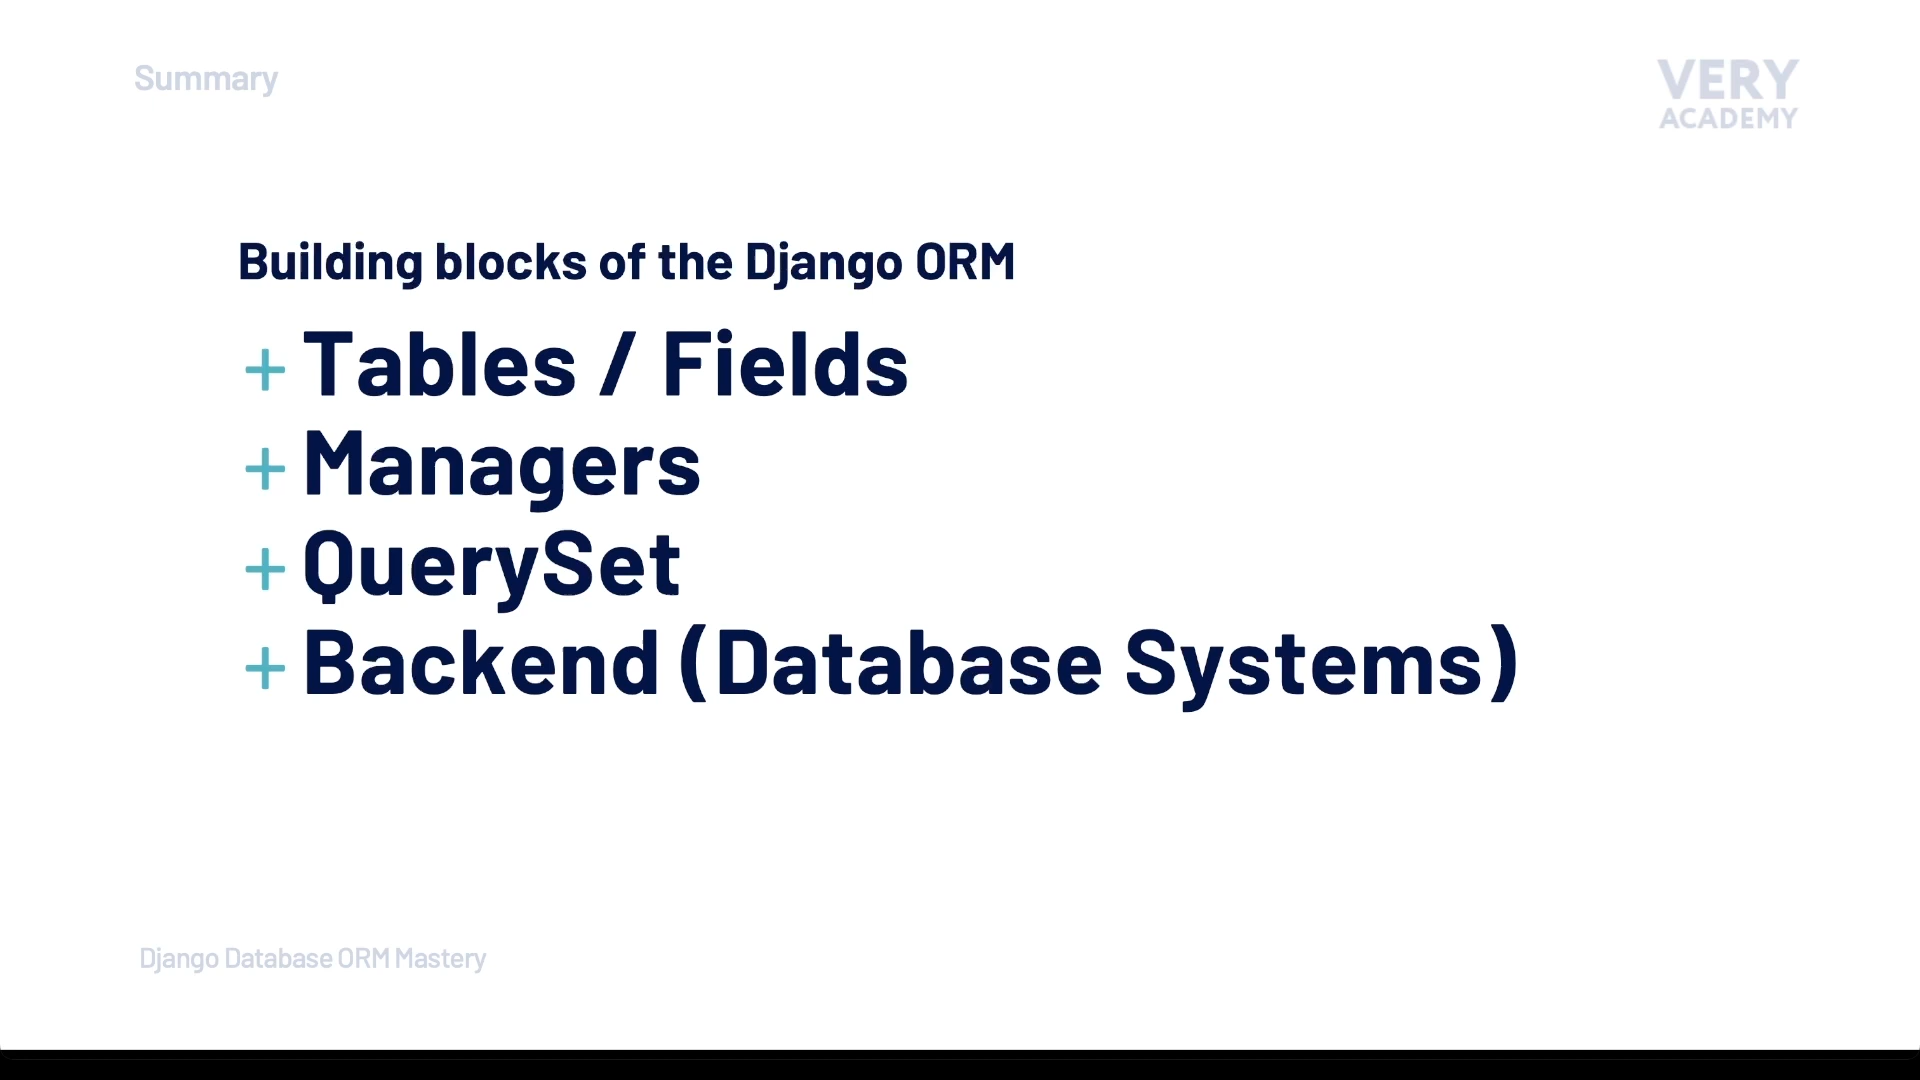 Summary
VERY
ACADEMY
Building blocks of the Django ORM
+ Tables / Fields
+ Managers
+ QuerySet
+ Backend (Database Systems)
Django Database ORM Mastery